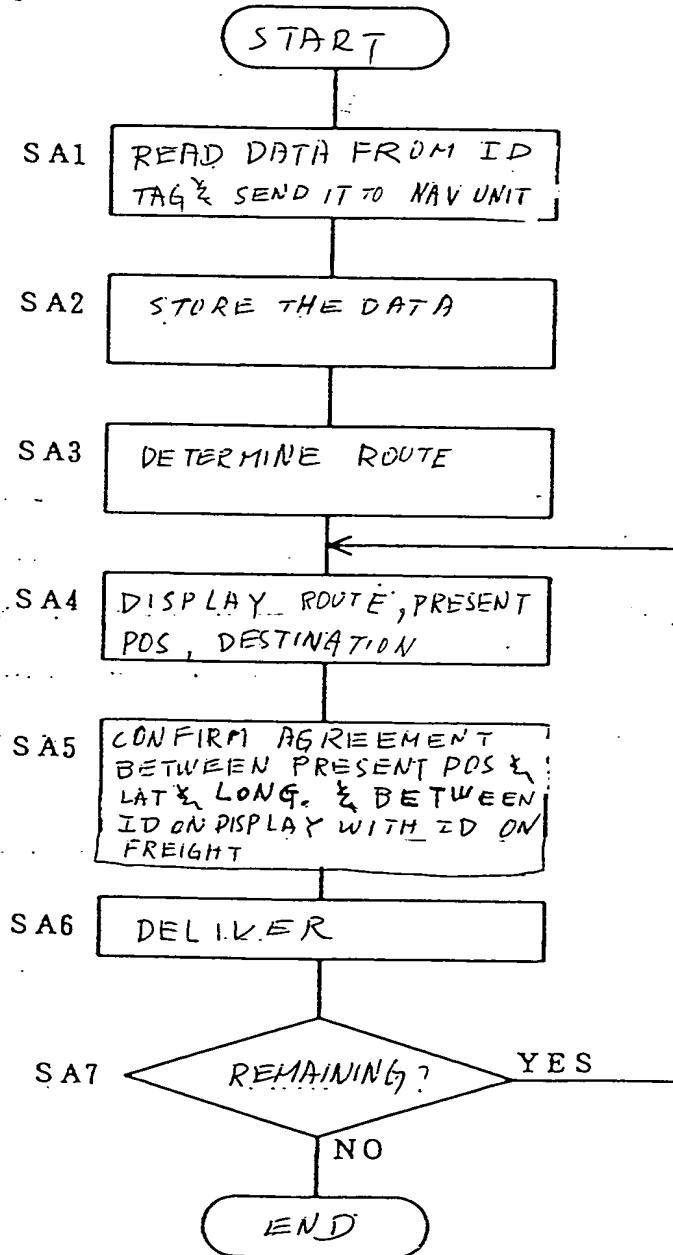 START
SA1
READ DATA FROM ID
TAG & SEND IT TO NAV UNIT
SA2
STORE THE DATA
SA3
DETERMINE ROUTE
SA4
DISPLAY ROUTE, PRESENT
POS, DESTINATION
SA5
CONFIRM AGREEMENT
BETWEEN PRESENT POS &
LAT & LONG. & BETWEEN
ID ON DISPLAY WITH ID ON
FREIGHT
SA6
DELIVER
SA7
REMAINING?
YES
NO
END